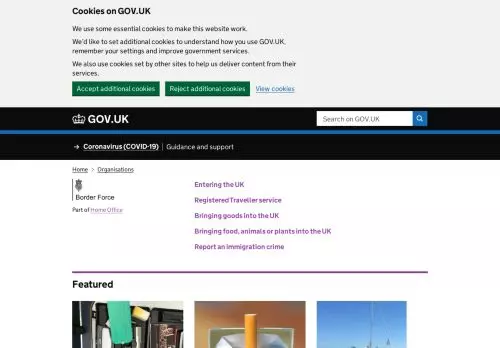 Cookies on GOV.UK
We use some essential cookies to make this website work.
We'd like to set additional cookies to understand how you use GOV.UK,
remember your settings and improve government services.
We also use cookies set by other sites to help us deliver content from their
services.
Accept additional cookies Reject additional cookies View cookies
GOV.UK Search on GOV.UK
→ Coronavirus (COVID-19) Guidance and support
Home > Organisations
Border Force
Part of Home Office
Entering the UK
Registered Traveller service
Bringing goods into the UK
Bringing food, animals or plants into the UK
Report an immigration crime
Featured